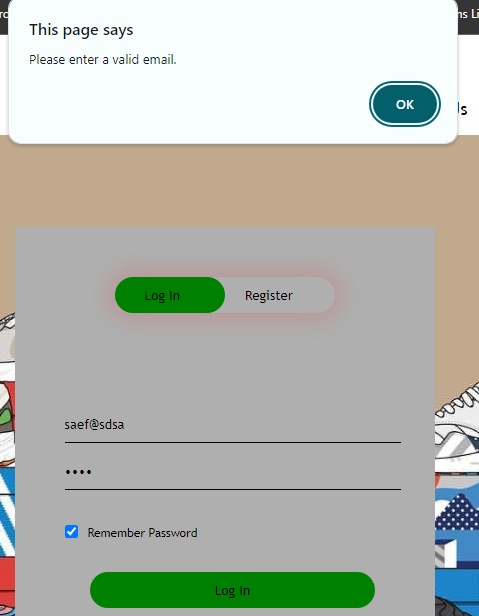 This page says
Please enter a valid email.
OK
Log In
Register
saef@sdsa
••••
Remember Password
Log In